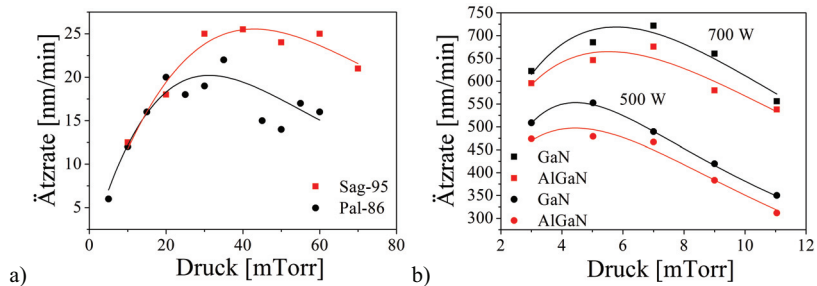 Ätzrate [nm/min]
25
20
15
10
5
0
0
20
40
60
80
Sag-95
Pal-86
Druck [mTorr]
a)
Ätzrate [nm/min]
750
700
650
600
550
500
450
400
350
300
2
4
6
8
10
12
700 W
500 W
GaN
AlGaN
GaN
AlGaN
Druck [mTorr]
b)